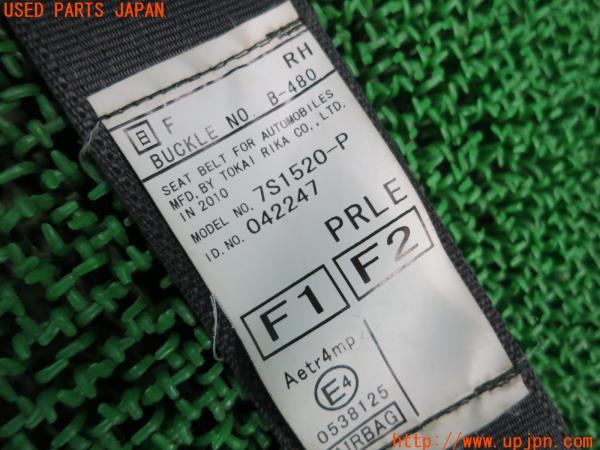 USED PARTS JAPAN
日 F RH
BUCKLE NO. B-480
SEAT BELT FOR AUTOMOBILES
MFD. BY TOKAI RIKA CO., LTD.
IN 2010
MODEL NO. 7S1520-P
ID. NO. 042247
PRLE
F1 F2
Aetr4mp
E4
0538125
AIRBAG
http://www.upjpn.com/